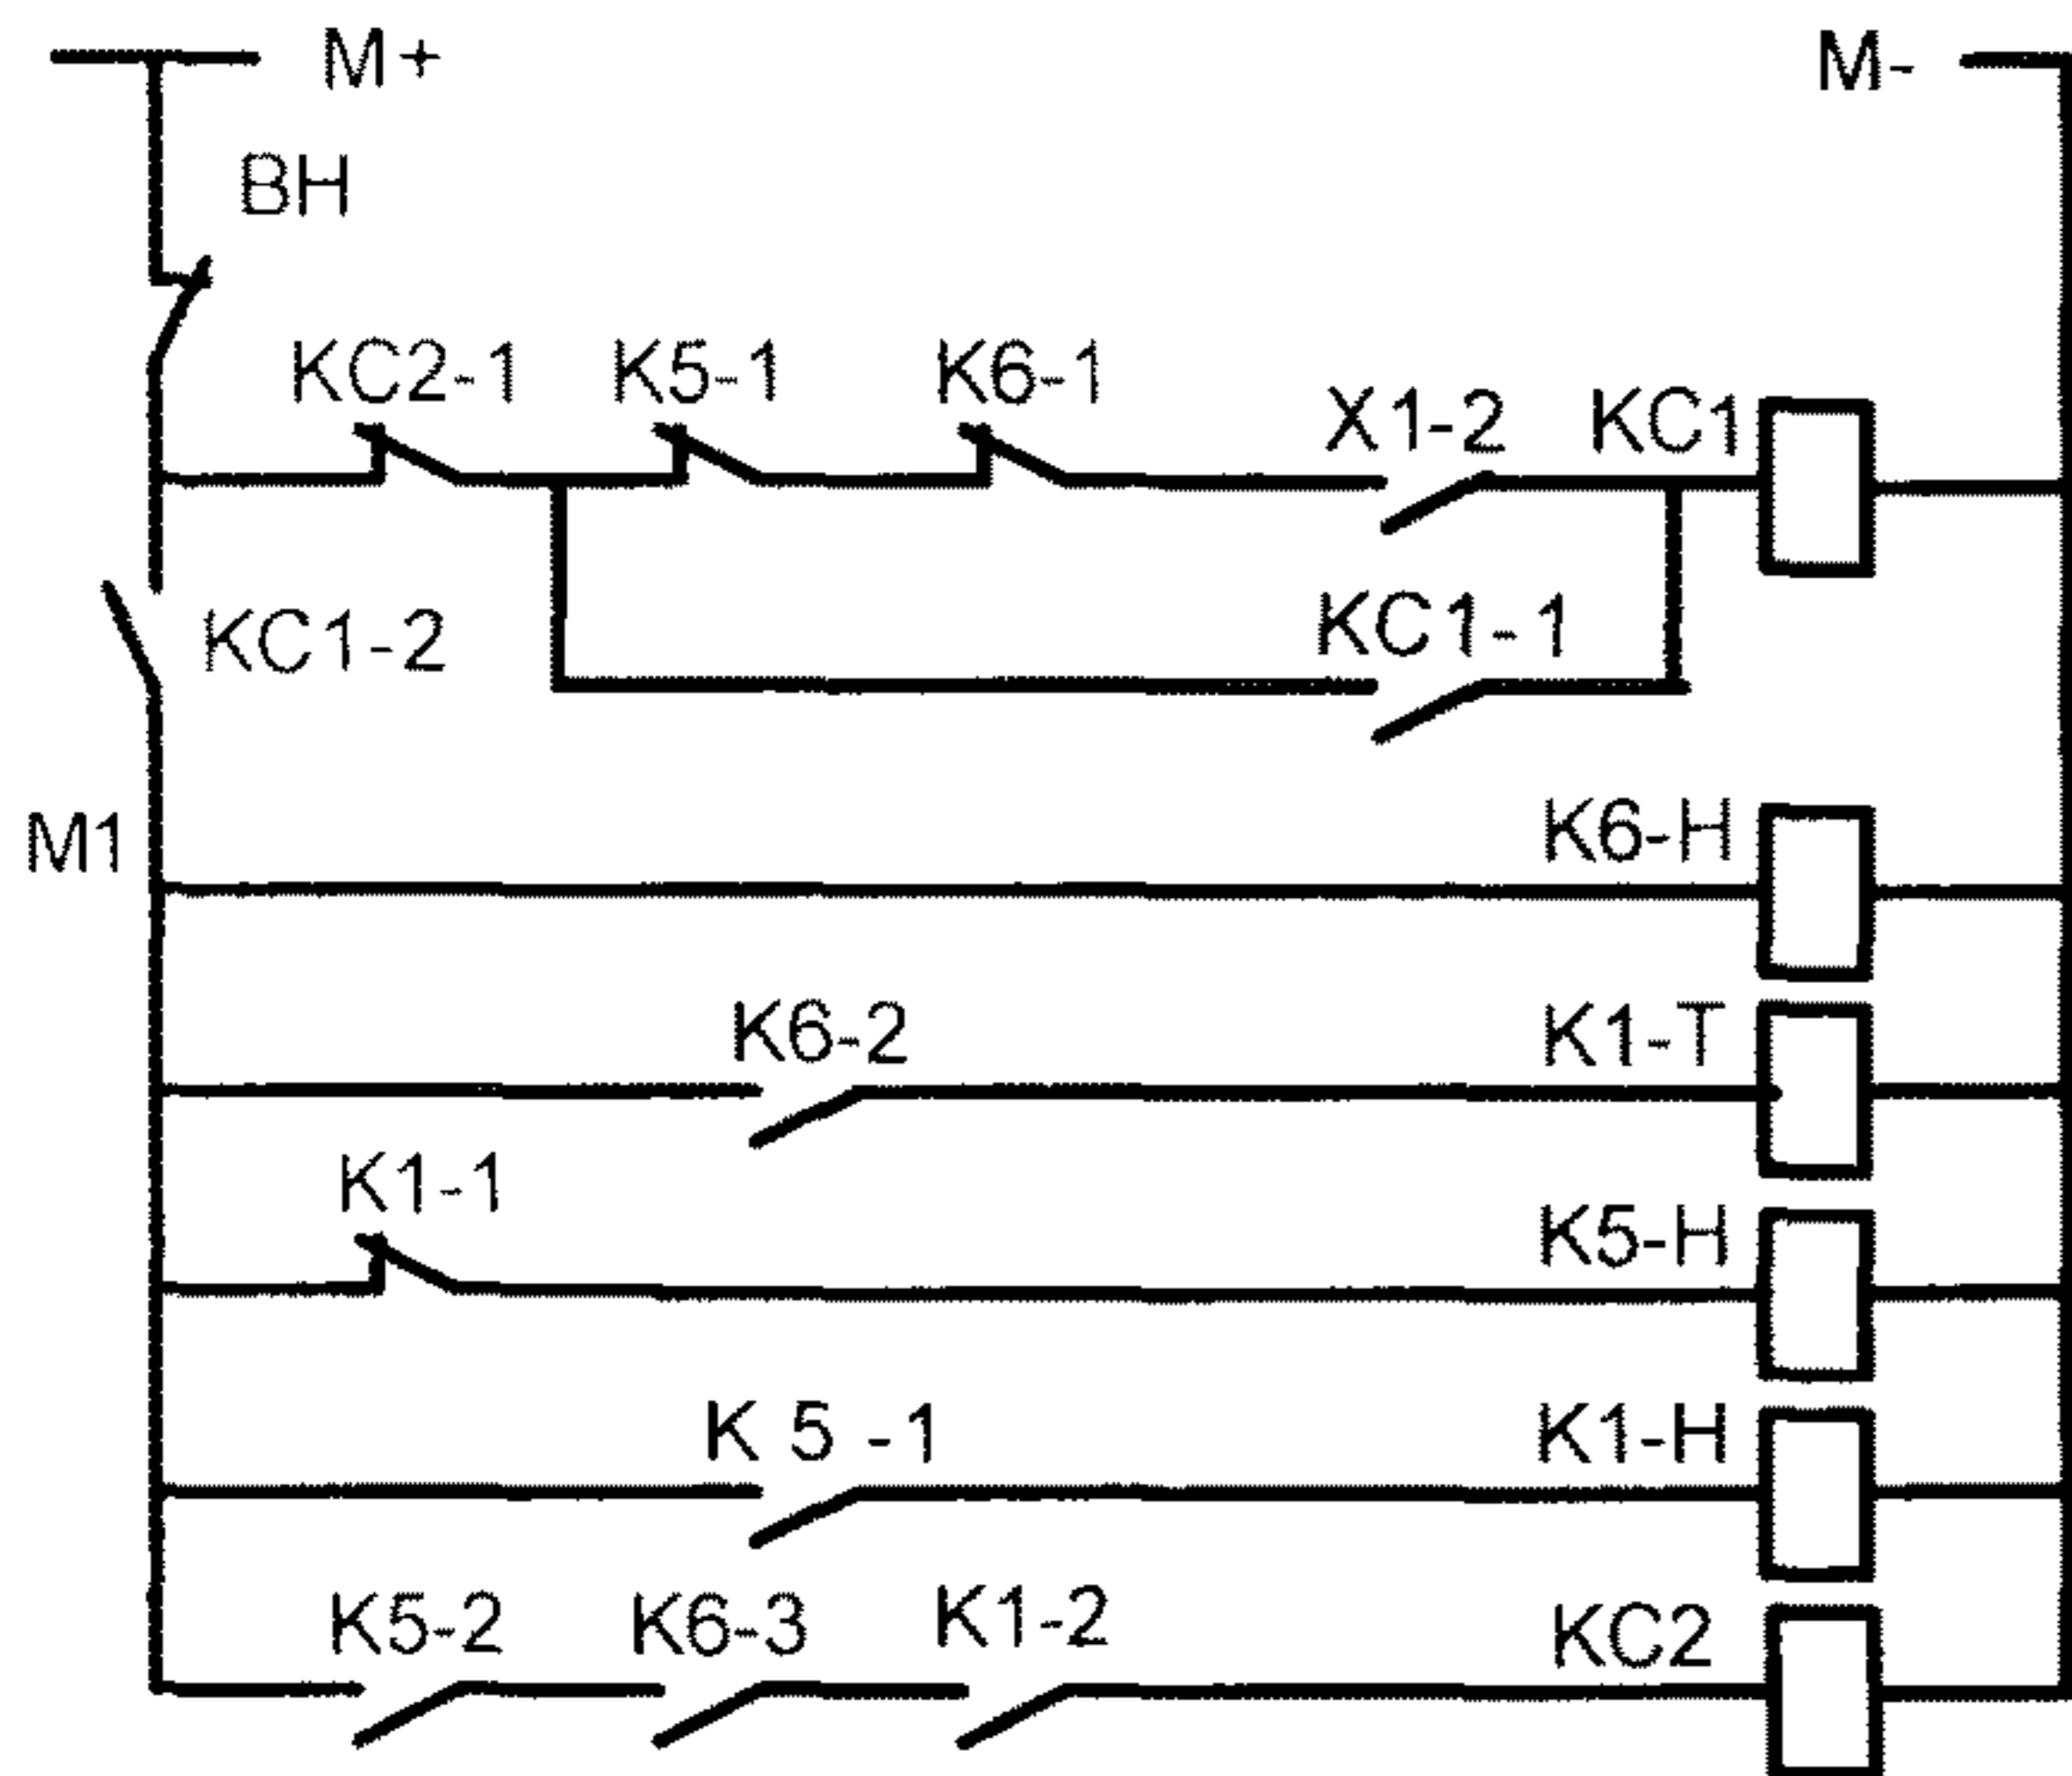 M+ M-
BH
KC2-1 K5-1 K6-1 X1-2 KC1
KC1-2 KC1-1
M1 K6-H
K6-2 K1-T
K1-1 K5-H
K 5 -1 K1-H
K5-2 K6-3 K1-2 KC2